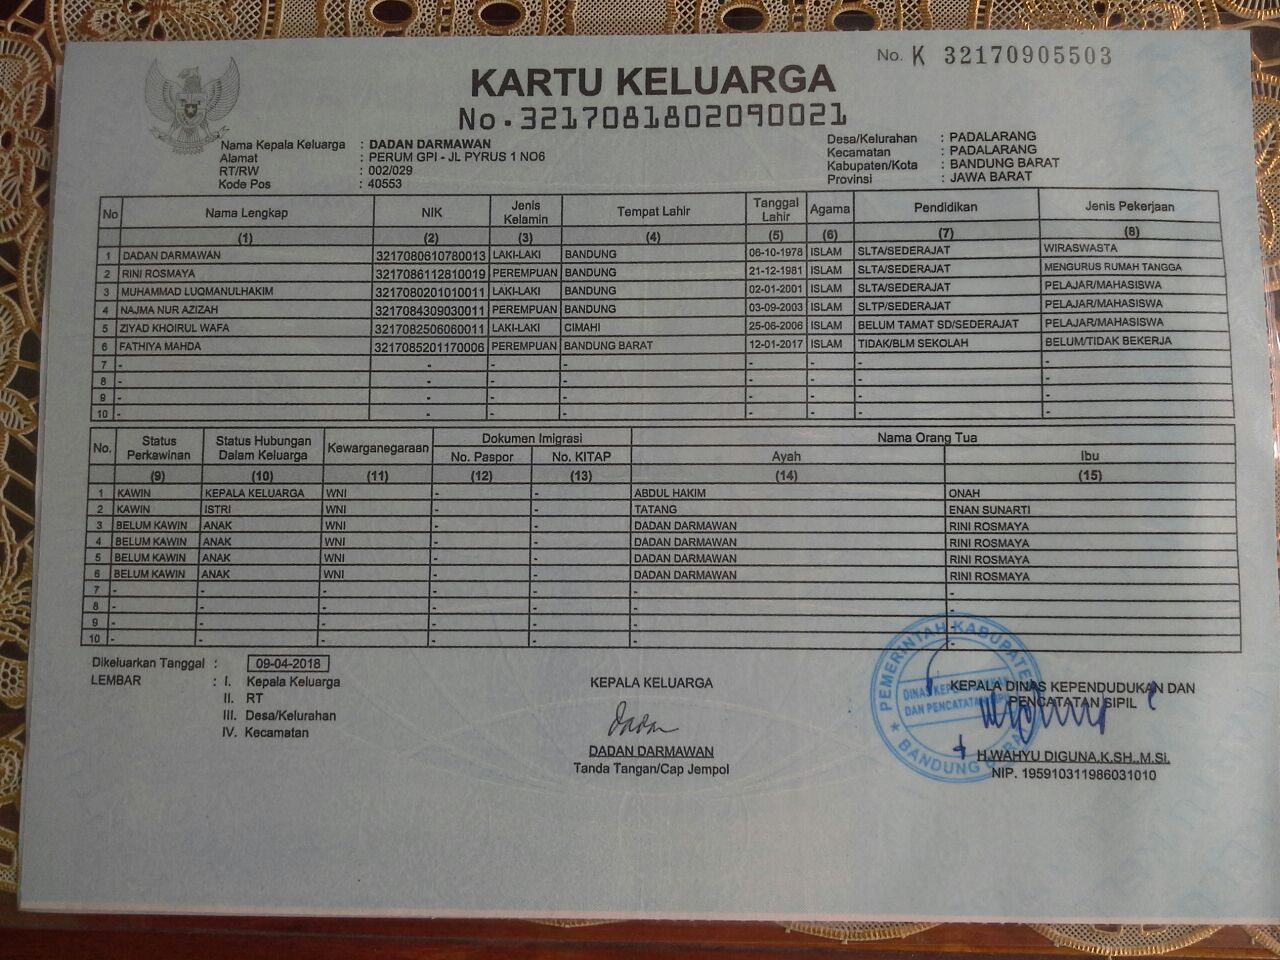 No. K 32170905503
KARTU KELUARGA
No. 3217081802090021
Nama Kepala Keluarga : DADAN DARMAWAN
Alamat : PERUM GPI - JL PYRUS 1 NO6
RT/RW : 002/029
Kode Pos : 40553
Desa/Kelurahan : PADALARANG
Kecamatan : PADALARANG
Kabupaten/Kota : BANDUNG BARAT
Provinsi : JAWA BARAT
No Nama Lengkap NIK Jenis Kelamin Tempat Lahir Tanggal Lahir Agama Pendidikan Jenis Pekerjaan
(1) (2) (3) (4) (5) (6) (7) (8)
1 DADAN DARMAWAN 3217080610780013 LAKI-LAKI BANDUNG 06-10-1978 ISLAM SLTA/SEDERAJAT WIRASWASTA
2 RINI ROSMAYA 3217086112810019 PEREMPUAN BANDUNG 21-12-1981 ISLAM SLTA/SEDERAJAT MENGURUS RUMAH TANGGA
3 MUHAMMAD LUQMANULHAKIM 3217080201010011 LAKI-LAKI BANDUNG 02-01-2001 ISLAM SLTA/SEDERAJAT PELAJAR/MAHASISWA
4 NAJMA NUR AZIZAH 3217084309030011 PEREMPUAN BANDUNG 03-09-2003 ISLAM SLTP/SEDERAJAT PELAJAR/MAHASISWA
5 ZIYAD KHOIRUL WAFA 3217082506060011 LAKI-LAKI CIMAHI 25-06-2006 ISLAM BELUM TAMAT SD/SEDERAJAT PELAJAR/MAHASISWA
6 FATHIYA MAHDA 3217085201170006 PEREMPUAN BANDUNG BARAT 12-01-2017 ISLAM TIDAK/BLM SEKOLAH BELUM/TIDAK BEKERJA
7 - - - - - - - -
8 - - - - - - - -
9 - - - - - - - -
10 - - - - - - - -
No. Status Perkawinan Status Hubungan Dalam Keluarga Kewarganegaraan Dokumen Imigrasi Nama Orang Tua
No. Paspor No. KITAP Ayah Ibu
(9) (10) (11) (12) (13) (14) (15)
1 KAWIN KEPALA KELUARGA WNI - - ABDUL HAKIM ONAH
2 KAWIN ISTRI WNI - - TATANG ENAN SUNARTI
3 BELUM KAWIN ANAK WNI - - DADAN DARMAWAN RINI ROSMAYA
4 BELUM KAWIN ANAK WNI - - DADAN DARMAWAN RINI ROSMAYA
5 BELUM KAWIN ANAK WNI - - DADAN DARMAWAN RINI ROSMAYA
6 BELUM KAWIN ANAK WNI - - DADAN DARMAWAN RINI ROSMAYA
7 - - - - - - -
8 - - - - - - -
9 - - - - - - -
10 - - - - - - -
Dikeluarkan Tanggal : 09-04-2018
LEMBAR : I. Kepala Keluarga
II. RT
III. Desa/Kelurahan
IV. Kecamatan
KEPALA KELUARGA
Dadan
DADAN DARMAWAN
Tanda Tangan/Cap Jempol
KEPALA DINAS KEPENDUDUKAN DAN
PENCATATAN SIPIL
H.WAHYU DIGUNA.K.SH.,M.Si.
NIP. 195910311986031010
PEMERINTAH KABUPATEN
DAN PENCATATAN SIPIL
BANDUNG